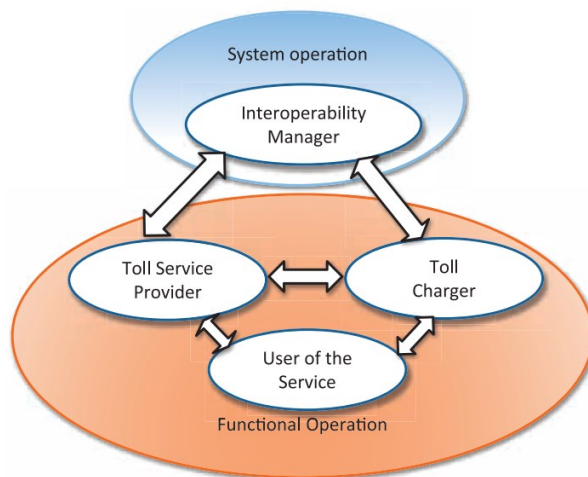 System operation
Interoperability
Manager
Toll Service
Provider
Toll
Charger
User of the
Service
Functional Operation